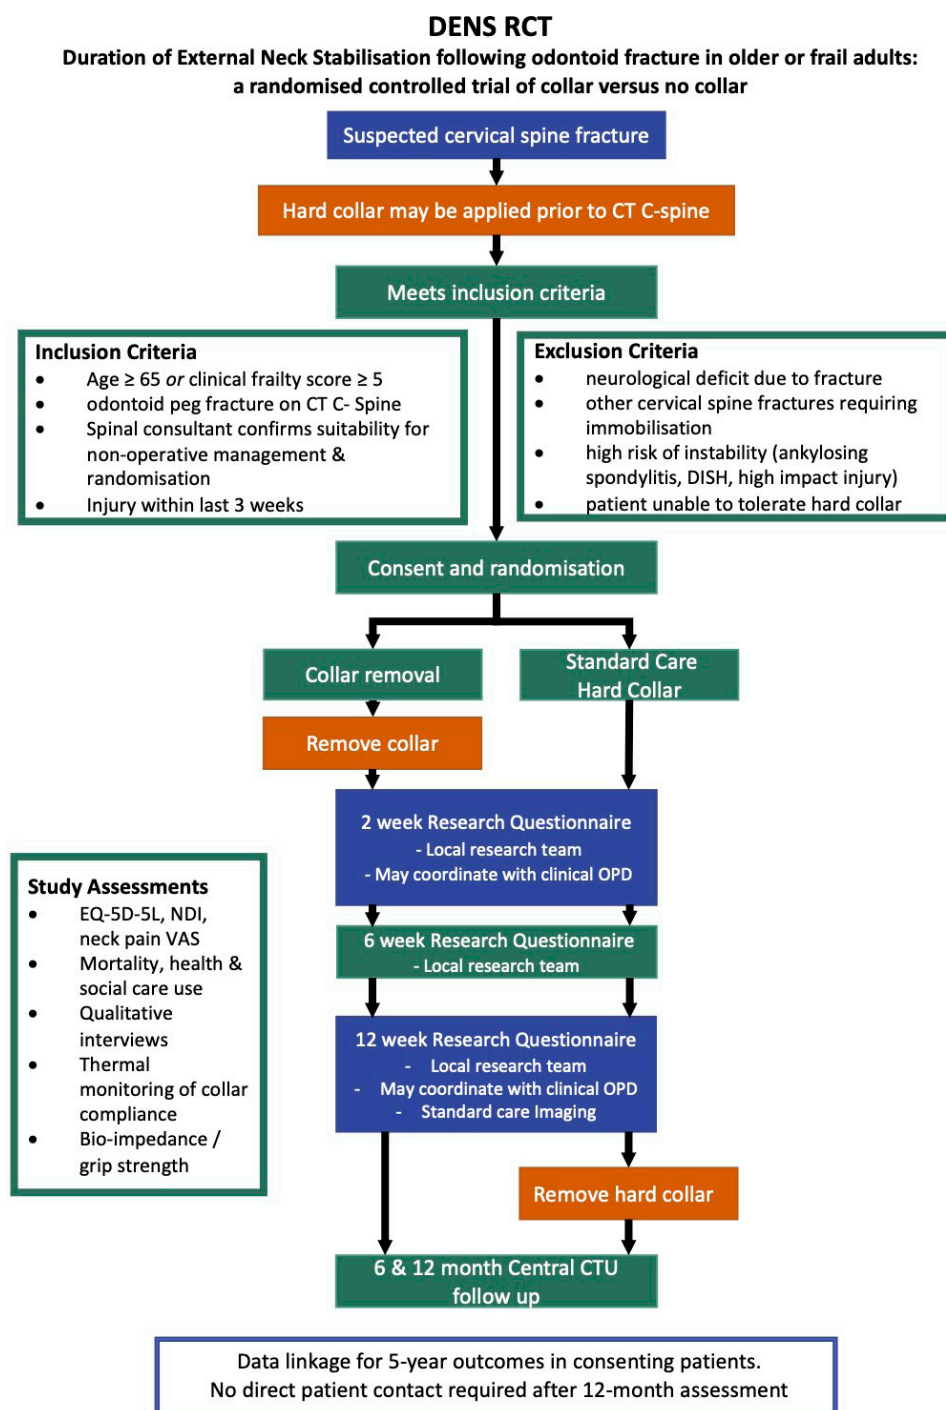 DENS RCT
Duration of External Neck Stabilisation following odontoid fracture in older or frail adults:
a randomised controlled trial of collar versus no collar
Suspected cervical spine fracture
Hard collar may be applied prior to CT C-spine
Meets inclusion criteria
Inclusion Criteria
• Age ≥ 65 or clinical frailty score ≥ 5
• odontoid peg fracture on CT C- Spine
• Spinal consultant confirms suitability for
non-operative management &
randomisation
• Injury within last 3 weeks
Exclusion Criteria
• neurological deficit due to fracture
• other cervical spine fractures requiring
immobilisation
• high risk of instability (ankylosing
spondylitis, DISH, high impact injury)
• patient unable to tolerate hard collar
Consent and randomisation
Collar removal
Standard Care
Hard Collar
Remove collar
2 week Research Questionnaire
- Local research team
- May coordinate with clinical OPD
6 week Research Questionnaire
- Local research team
Study Assessments
• EQ-5D-5L, NDI,
neck pain VAS
• Mortality, health &
social care use
• Qualitative
interviews
• Thermal
monitoring of collar
compliance
• Bio-impedance /
grip strength
12 week Research Questionnaire
- Local research team
- May coordinate with clinical OPD
- Standard care Imaging
Remove hard collar
6 & 12 month Central CTU
follow up
Data linkage for 5-year outcomes in consenting patients.
No direct patient contact required after 12-month assessment